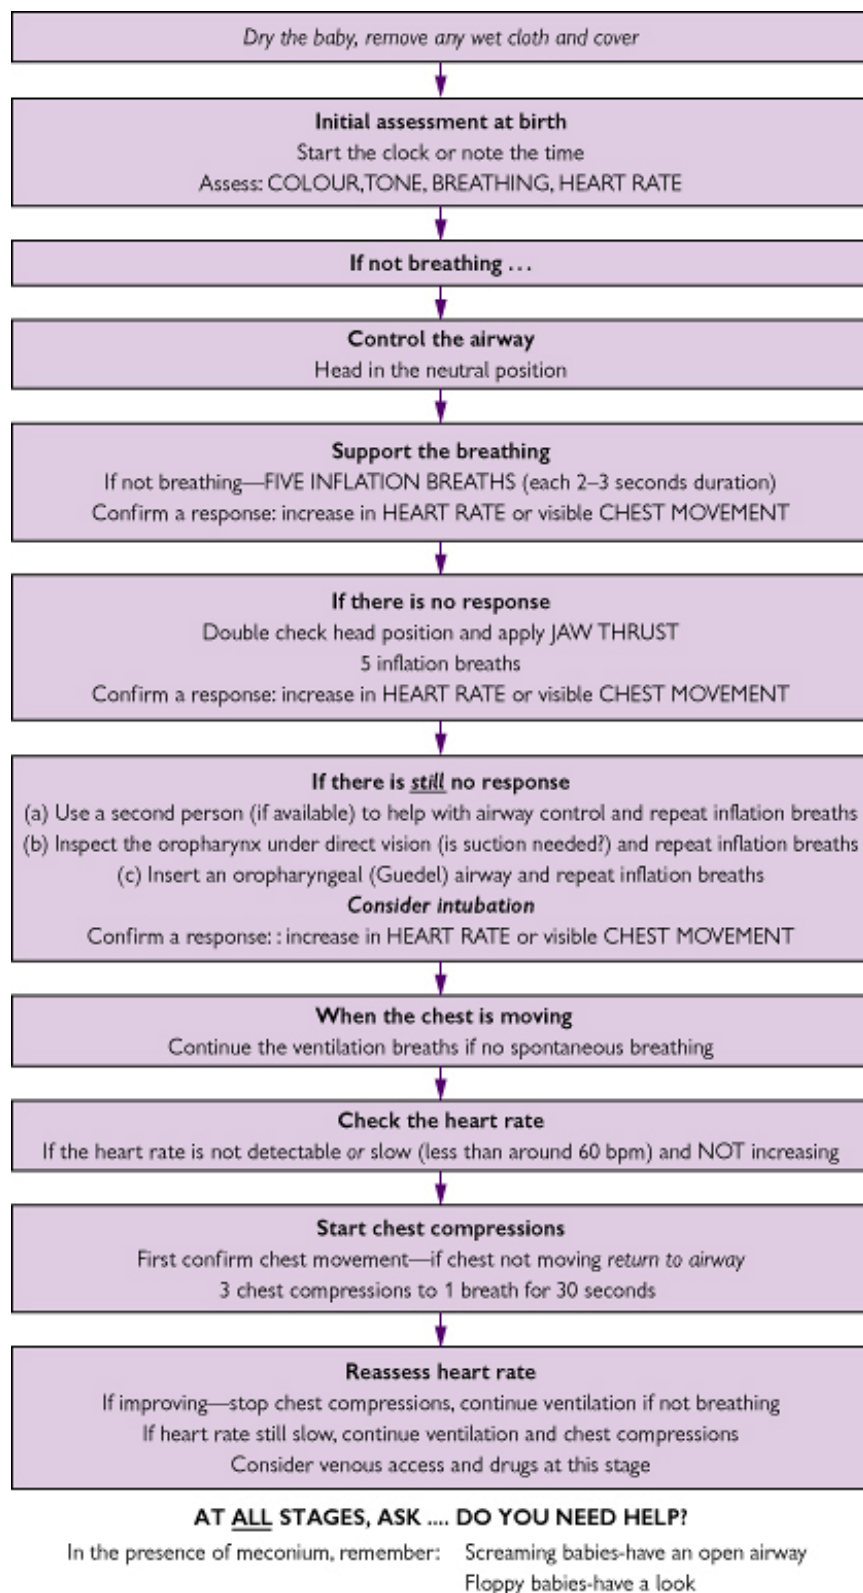 Dry the baby, remove any wet cloth and cover
Initial assessment at birth
Start the clock or note the time
Assess: COLOUR,TONE, BREATHING, HEART RATE
If not breathing ...
Control the airway
Head in the neutral position
Support the breathing
If not breathing—FIVE INFLATION BREATHS (each 2–3 seconds duration)
Confirm a response: increase in HEART RATE or visible CHEST MOVEMENT
If there is no response
Double check head position and apply JAW THRUST
5 inflation breaths
Confirm a response: increase in HEART RATE or visible CHEST MOVEMENT
If there is still no response
(a) Use a second person (if available) to help with airway control and repeat inflation breaths
(b) Inspect the oropharynx under direct vision (is suction needed?) and repeat inflation breaths
(c) Insert an oropharyngeal (Guedel) airway and repeat inflation breaths
Consider intubation
Confirm a response: : increase in HEART RATE or visible CHEST MOVEMENT
When the chest is moving
Continue the ventilation breaths if no spontaneous breathing
Check the heart rate
If the heart rate is not detectable or slow (less than around 60 bpm) and NOT increasing
Start chest compressions
First confirm chest movement—if chest not moving return to airway
3 chest compressions to 1 breath for 30 seconds
Reassess heart rate
If improving—stop chest compressions, continue ventilation if not breathing
If heart rate still slow, continue ventilation and chest compressions
Consider venous access and drugs at this stage
AT ALL STAGES, ASK .... DO YOU NEED HELP?
In the presence of meconium, remember: Screaming babies-have an open airway
Floppy babies-have a look